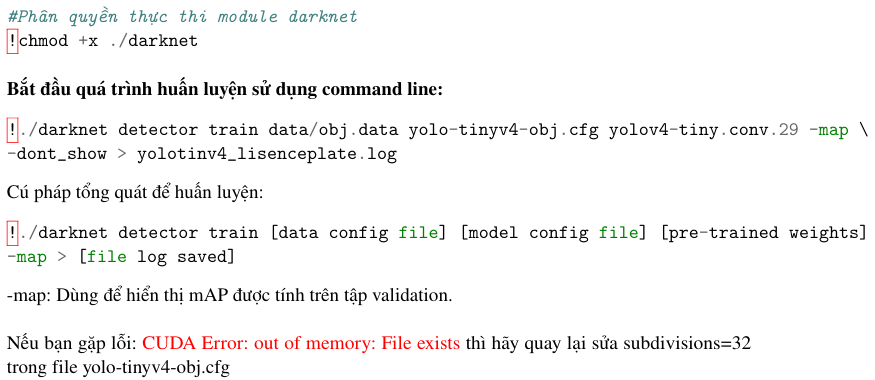 #Phân quyền thực thi module darknet
!chmod +x ./darknet
Bắt đầu quá trình huấn luyện sử dụng command line:
!./darknet detector train data/obj.data yolo-tinyv4-obj.cfg yolov4-tiny.conv.29 -map \
-dont_show > yolotinv4_lisenceplate.log
Cú pháp tổng quát để huấn luyện:
!./darknet detector train [data config file] [model config file] [pre-trained weights]
-map > [file log saved]
-map: Dùng để hiển thị mAP được tính trên tập validation.
Nếu bạn gặp lỗi: CUDA Error: out of memory: File exists thì hãy quay lại sửa subdivisions=32
trong file yolo-tinyv4-obj.cfg